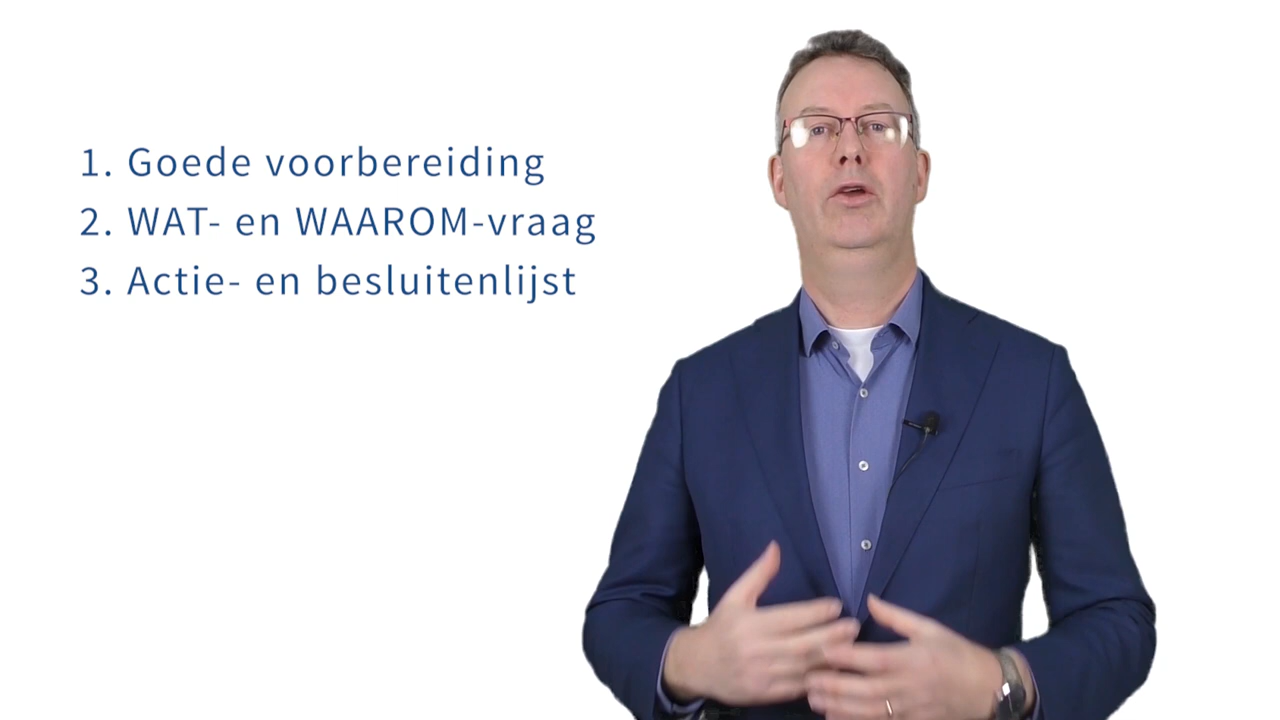 1. Goede voorbereiding
2. WAT- en WAAROM-vraag
3. Actie- en besluitenlijst